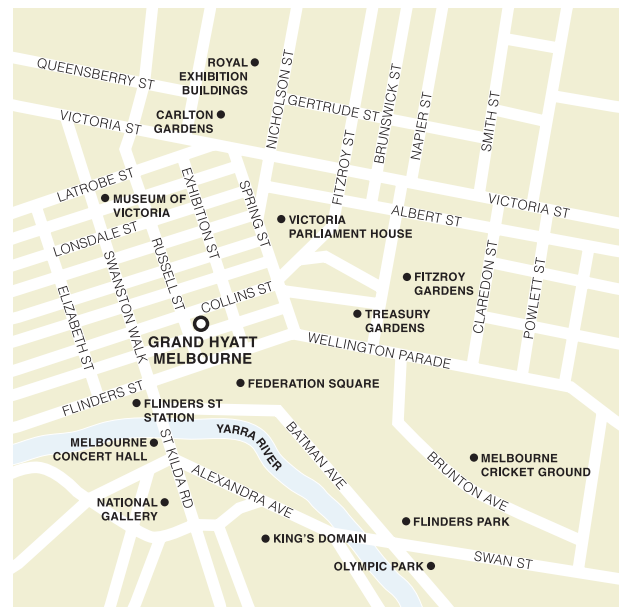 ROYAL
EXHIBITION
BUILDINGS
QUEENSBERRY ST
NICHOLSON ST
GERTRUDE ST
BRUNSWICK ST
NAPIER ST
SMITH ST
VICTORIA ST
CARLTON
GARDENS
FITZROY ST
LATROBE ST
MUSEUM OF
VICTORIA
EXHIBITION ST
SPRING ST
VICTORIA
PARLIAMENT HOUSE
ALBERT ST
VICTORIA ST
LONSDALE ST
RUSSELL ST
SWANSTON WALK
ELIZABETH ST
COLLINS ST
FITZROY
GARDENS
CLAREDON ST
POWLETT ST
TREASURY
GARDENS
GRAND HYATT
MELBOURNE
WELLINGTON PARADE
FEDERATION SQUARE
FLINDERS ST
FLINDERS ST
STATION
YARRA RIVER
BATMAN AVE
MELBOURNE
CONCERT HALL
ST KILDA RD
ALEXANDRA AVE
MELBOURNE
CRICKET GROUND
BRUNTON AVE
NATIONAL
GALLERY
FLINDERS PARK
KING'S DOMAIN
SWAN ST
OLYMPIC PARK